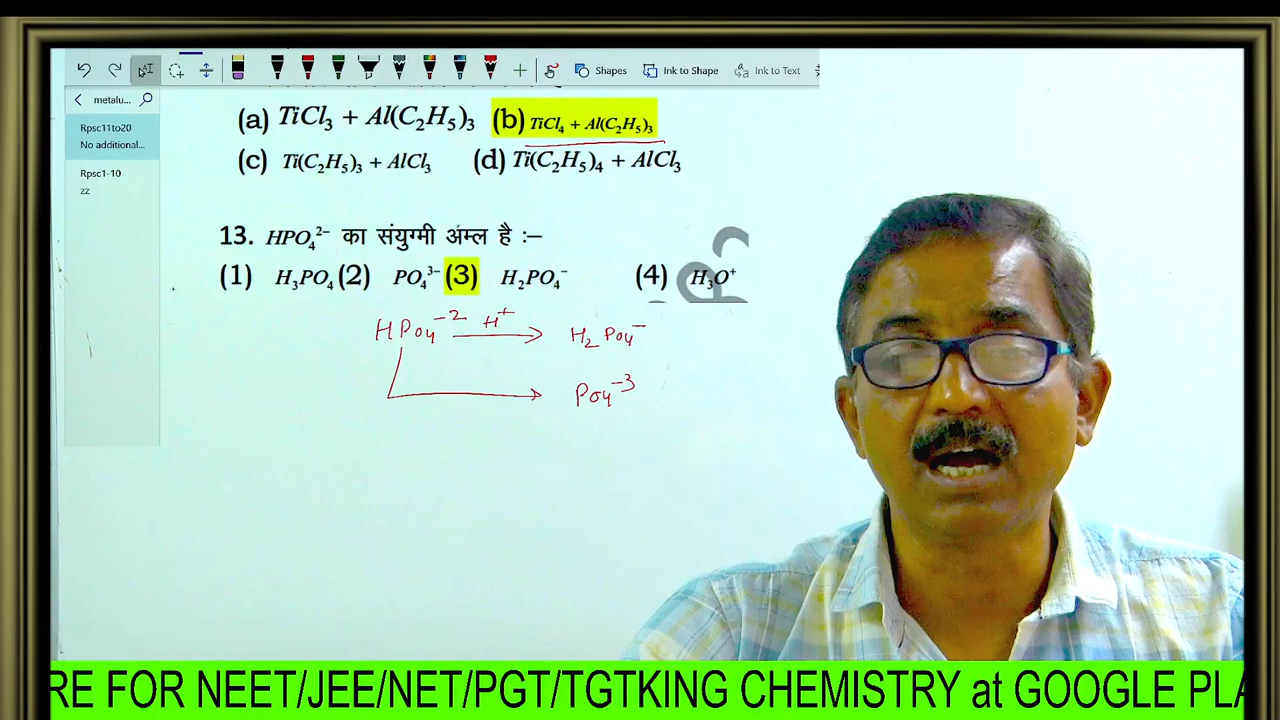 Shapes
Ink to Shape
Ink to Text
metalu...
Rpsc11to20
No additional...
Rpsc1-10
zz
(a) TiCl₃ + Al(C₂H₅)₃ (b) TiCl₄ + Al(C₂H₅)₃
(c) Ti(C₂H₅)₃ + AlCl₃ (d) Ti(C₂H₅)₄ + AlCl₃
13. HPO₄²⁻ का संयुग्मी अम्ल है :–
(1) H₃PO₄ (2) PO₄³⁻ (3) H₂PO₄⁻ (4) H₃O⁺
HPO₄⁻² H⁺ → H₂PO₄⁻
→ PO₄⁻³
RE FOR NEET/JEE/NET/PGT/TGTKING CHEMISTRY at GOOGLE PLA